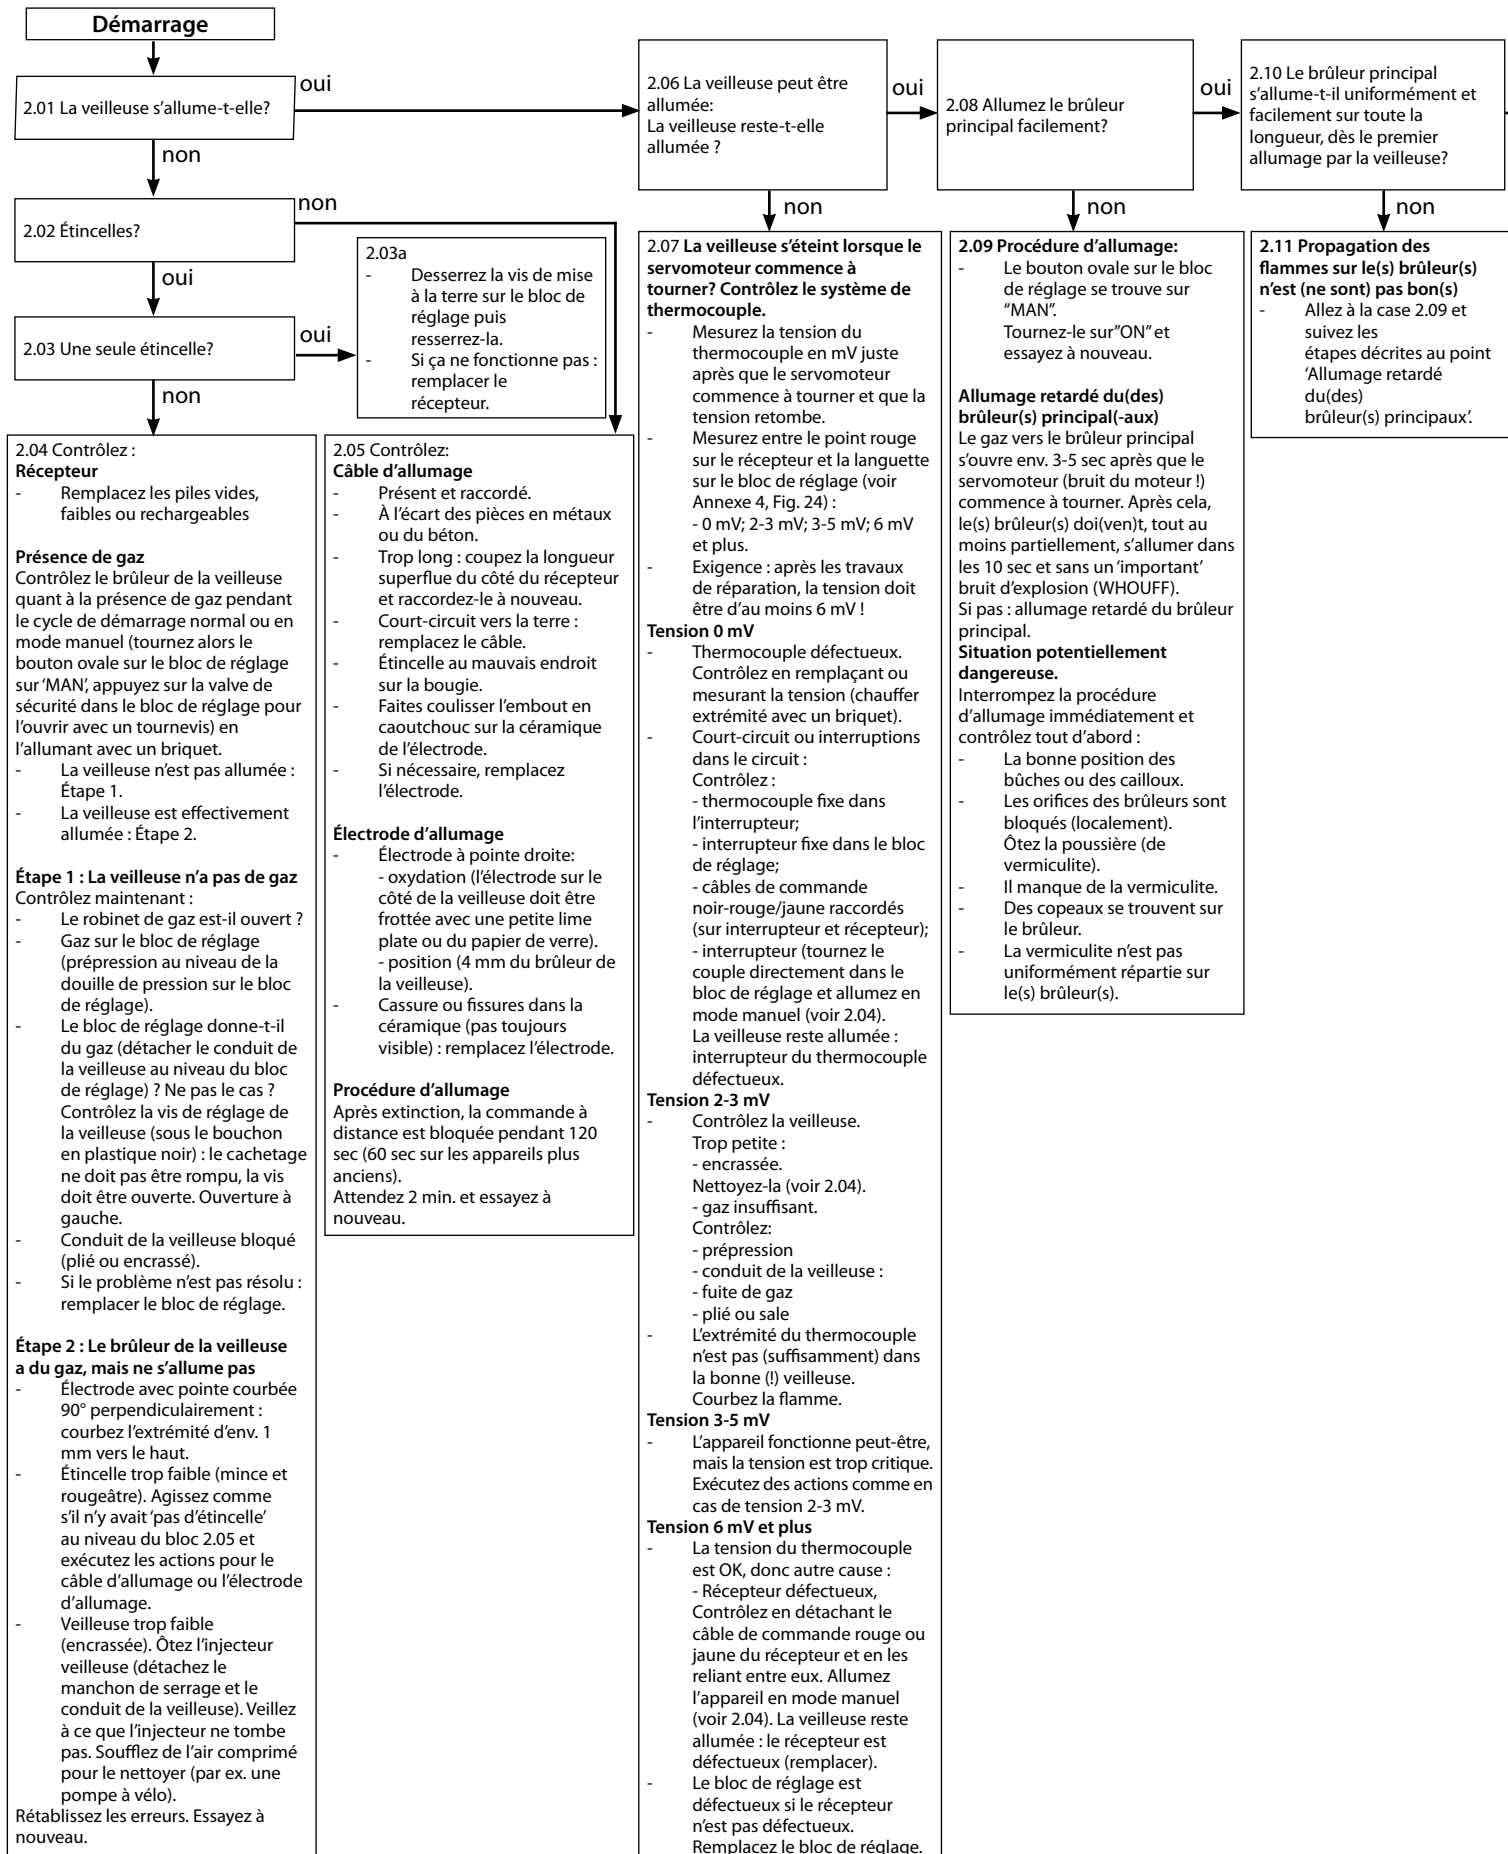 Démarrage
2.01 La veilleuse s’allume-t-elle?
oui
non
2.02 Étincelles?
non
oui
2.03 Une seule étincelle?
oui
non
2.03a
- Desserrez la vis de mise
à la terre sur le bloc de
réglage puis
resserrez-la.
- Si ça ne fonctionne pas :
remplacer le
récepteur.
2.04 Contrôlez :
Récepteur
- Remplacez les piles vides,
faibles ou rechargeables
Présence de gaz
Contrôlez le brûleur de la veilleuse
quant à la présence de gaz pendant
le cycle de démarrage normal ou en
mode manuel (tournez alors le
bouton ovale sur le bloc de réglage
sur ‘MAN’, appuyez sur la valve de
sécurité dans le bloc de réglage pour
l’ouvrir avec un tournevis) en
l’allumant avec un briquet.
- La veilleuse n’est pas allumée :
Étape 1.
- La veilleuse est effectivement
allumée : Étape 2.
Étape 1 : La veilleuse n’a pas de gaz
Contrôlez maintenant :
- Le robinet de gaz est-il ouvert ?
- Gaz sur le bloc de réglage
(prépression au niveau de la
douille de pression sur le bloc
de réglage).
- Le bloc de réglage donne-t-il
du gaz (détacher le conduit de
la veilleuse au niveau du bloc
de réglage) ? Ne pas le cas ?
Contrôlez la vis de réglage de
la veilleuse (sous le bouchon
en plastique noir) : le cachetage
ne doit pas être rompu, la vis
doit être ouverte. Ouverture à
gauche.
- Conduit de la veilleuse bloqué
(plié ou encrassé).
- Si le problème n’est pas résolu :
remplacer le bloc de réglage.
Étape 2 : Le brûleur de la veilleuse
a du gaz, mais ne s’allume pas
- Électrode avec pointe courbée
90° perpendiculairement :
courbez l’extrémité d’env. 1
mm vers le haut.
- Étincelle trop faible (mince et
rougeâtre). Agissez comme
s’il n’y avait ‘pas d’étincelle’
au niveau du bloc 2.05 et
exécutez les actions pour le
câble d’allumage ou l’électrode
d’allumage.
- Veilleuse trop faible
(encrassée). Ôtez l’injecteur
veilleuse (détachez le
manchon de serrage et le
conduit de la veilleuse). Veillez
à ce que l’injecteur ne tombe
pas. Soufflez de l’air comprimé
pour le nettoyer (par ex. une
pompe à vélo).
Rétablissez les erreurs. Essayez à
nouveau.
2.05 Contrôlez:
Câble d’allumage
- Présent et raccordé.
- À l’écart des pièces en métaux
ou du béton.
- Trop long : coupez la longueur
superflue du côté du récepteur
et raccordez-le à nouveau.
- Court-circuit vers la terre :
remplacez le câble.
- Étincelle au mauvais endroit
sur la bougie.
- Faites coulisser l’embout en
caoutchouc sur la céramique
de l’électrode.
- Si nécessaire, remplacez
l’électrode.
Électrode d’allumage
- Électrode à pointe droite:
- oxydation (l’électrode sur le
côté de la veilleuse doit être
frottée avec une petite lime
plate ou du papier de verre).
- position (4 mm du brûleur de
la veilleuse).
- Cassure ou fissures dans la
céramique (pas toujours
visible) : remplacez l’électrode.
Procédure d’allumage
Après extinction, la commande à
distance est bloquée pendant 120
sec (60 sec sur les appareils plus
anciens).
Attendez 2 min. et essayez à
nouveau.
2.06 La veilleuse peut être
allumée:
La veilleuse reste-t-elle
allumée ?
oui
non
2.07 La veilleuse s’éteint lorsque le
servomoteur commence à
tourner? Contrôlez le système de
thermocouple.
- Mesurez la tension du
thermocouple en mV juste
après que le servomoteur
commence à tourner et que la
tension retombe.
- Mesurez entre le point rouge
sur le récepteur et la languette
sur le bloc de réglage (voir
Annexe 4, Fig. 24) :
- 0 mV; 2-3 mV; 3-5 mV; 6 mV
et plus.
- Exigence : après les travaux
de réparation, la tension doit
être d’au moins 6 mV !
Tension 0 mV
- Thermocouple défectueux.
Contrôlez en remplaçant ou
mesurant la tension (chauffer
extrémité avec un briquet).
- Court-circuit ou interruptions
dans le circuit :
Contrôlez :
- thermocouple fixe dans
l’interrupteur;
- interrupteur fixe dans le bloc
de réglage;
- câbles de commande
noir-rouge/jaune raccordés
(sur interrupteur et récepteur);
- interrupteur (tournez le
couple directement dans le
bloc de réglage et allumez en
mode manuel (voir 2.04).
La veilleuse reste allumée :
interrupteur du thermocouple
défectueux.
Tension 2-3 mV
- Contrôlez la veilleuse.
Trop petite :
- encrassée.
Nettoyez-la (voir 2.04).
- gaz insuffisant.
Contrôlez:
- prépression
- conduit de la veilleuse :
- fuite de gaz
- plié ou sale
- L’extrémité du thermocouple
n’est pas (suffisamment) dans
la bonne (!) veilleuse.
Courbez la flamme.
Tension 3-5 mV
- L’appareil fonctionne peut-être,
mais la tension est trop critique.
Exécutez des actions comme en
cas de tension 2-3 mV.
Tension 6 mV et plus
- La tension du thermocouple
est OK, donc autre cause :
- Récepteur défectueux,
Contrôlez en détachant le
câble de commande rouge ou
jaune du récepteur et en les
reliant entre eux. Allumez
l’appareil en mode manuel
(voir 2.04). La veilleuse reste
allumée : le récepteur est
défectueux (remplacer).
- Le bloc de réglage est
défectueux si le récepteur
n’est pas défectueux.
Remplacez le bloc de réglage.
2.08 Allumez le brûleur
principal facilement?
oui
non
2.09 Procédure d’allumage:
- Le bouton ovale sur le bloc
de réglage se trouve sur
“MAN”.
Tournez-le sur”ON” et
essayez à nouveau.
Allumage retardé du(des)
brûleur(s) principal(-aux)
Le gaz vers le brûleur principal
s’ouvre env. 3-5 sec après que le
servomoteur (bruit du moteur !)
commence à tourner. Après cela,
le(s) brûleur(s) doi(ven)t, tout au
moins partiellement, s’allumer dans
les 10 sec et sans un ‘important’
bruit d’explosion (WHOUFF).
Si pas : allumage retardé du brûleur
principal.
Situation potentiellement
dangereuse.
Interrompez la procédure
d’allumage immédiatement et
contrôlez tout d’abord :
- La bonne position des
bûches ou des cailloux.
- Les orifices des brûleurs sont
bloqués (localement).
Ôtez la poussière (de
vermiculite).
- Il manque de la vermiculite.
- Des copeaux se trouvent sur
le brûleur.
- La vermiculite n’est pas
uniformément répartie sur
le(s) brûleur(s).
2.10 Le brûleur principal
s’allume-t-il uniformément et
facilement sur toute la
longueur, dès le premier
allumage par la veilleuse?
non
2.11 Propagation des
flammes sur le(s) brûleur(s)
n’est (ne sont) pas bon(s)
- Allez à la case 2.09 et
suivez les
étapes décrites au point
‘Allumage retardé
du(des)
brûleur(s) principaux’.